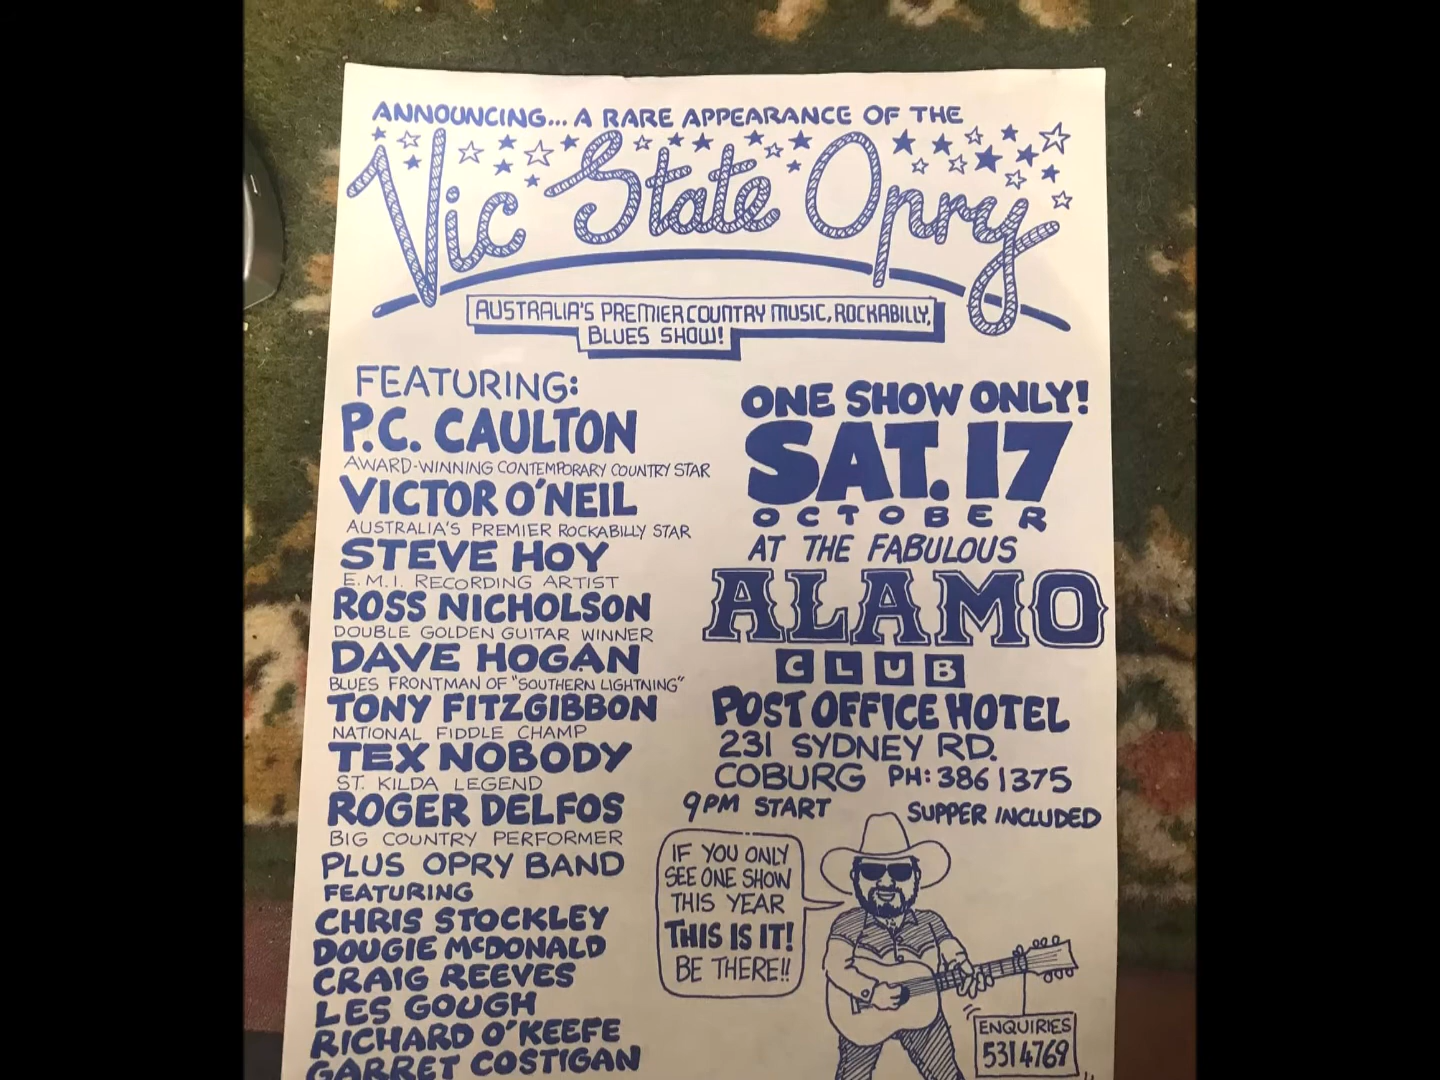 ANNOUNCING... A RARE APPEARANCE OF THE
Vic State Opry
AUSTRALIA'S PREMIER COUNTRY MUSIC, ROCKABILLY,
BLUES SHOW!
FEATURING:
P.C. CAULTON
AWARD-WINNING CONTEMPORARY COUNTRY STAR
VICTOR O'NEIL
AUSTRALIA'S PREMIER ROCKABILLY STAR
STEVE HOY
E.M.I. RECORDING ARTIST
ROSS NICHOLSON
DOUBLE GOLDEN GUITAR WINNER
DAVE HOGAN
BLUES FRONTMAN OF "SOUTHERN LIGHTNING"
TONY FITZGIBBON
NATIONAL FIDDLE CHAMP
TEX NOBODY
ST. KILDA LEGEND
ROGER DELFOS
BIG COUNTRY PERFORMER
PLUS OPRY BAND
FEATURING
CHRIS STOCKLEY
DOUGIE McDONALD
CRAIG REEVES
LES GOUGH
RICHARD O'KEEFE
GARRET COSTIGAN
ONE SHOW ONLY!
SAT. 17
OCTOBER
AT THE FABULOUS
ALAMO
CLUB
POST OFFICE HOTEL
231 SYDNEY RD.
COBURG PH: 386 1375
9PM START SUPPER INCLUDED
IF YOU ONLY
SEE ONE SHOW
THIS YEAR
THIS IS IT!
BE THERE!!
ENQUIRIES
531 4769